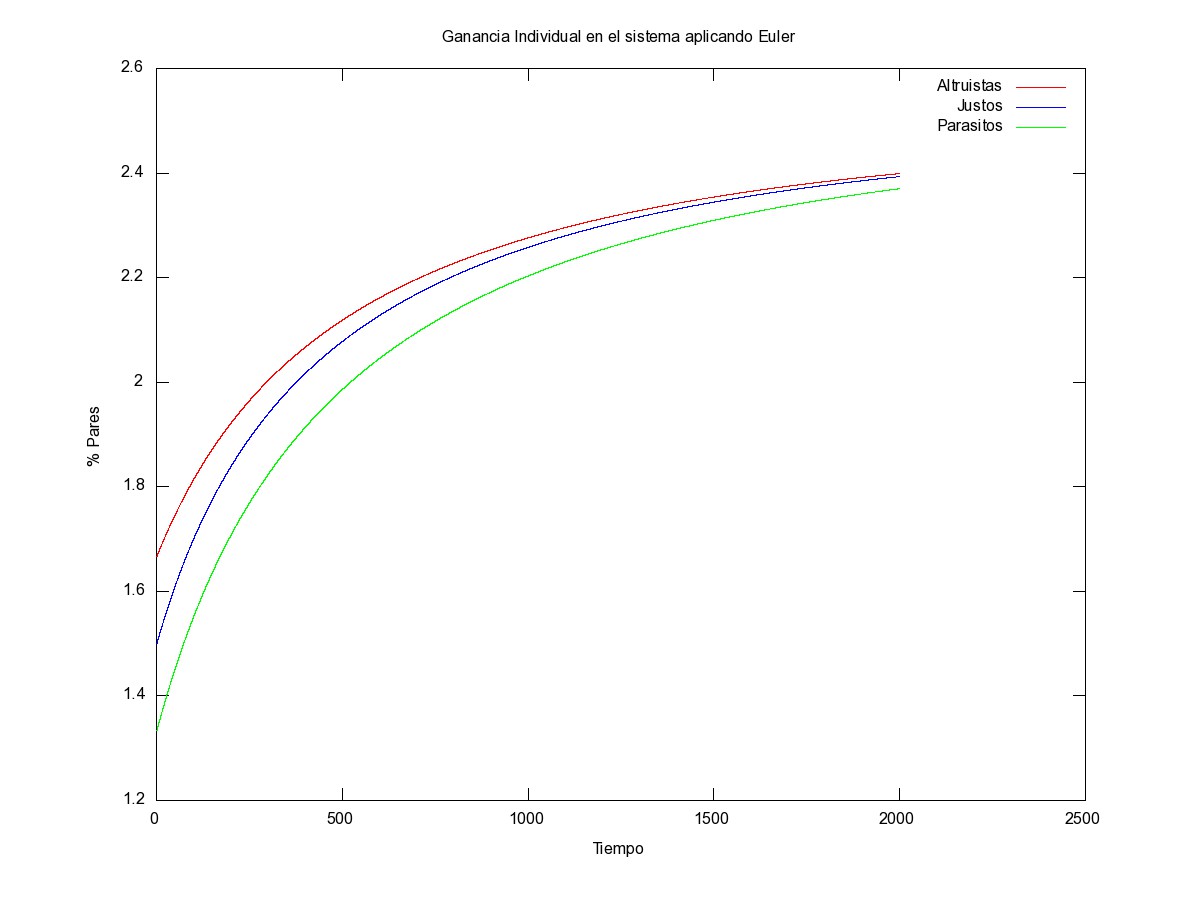 Ganancia Individual en el sistema aplicando Euler
2.6
Altruistas
Justos
Parasitos
2.4
2.2
2
% Pares
1.8
1.6
1.4
1.2
0 500 1000 1500 2000 2500
Tiempo